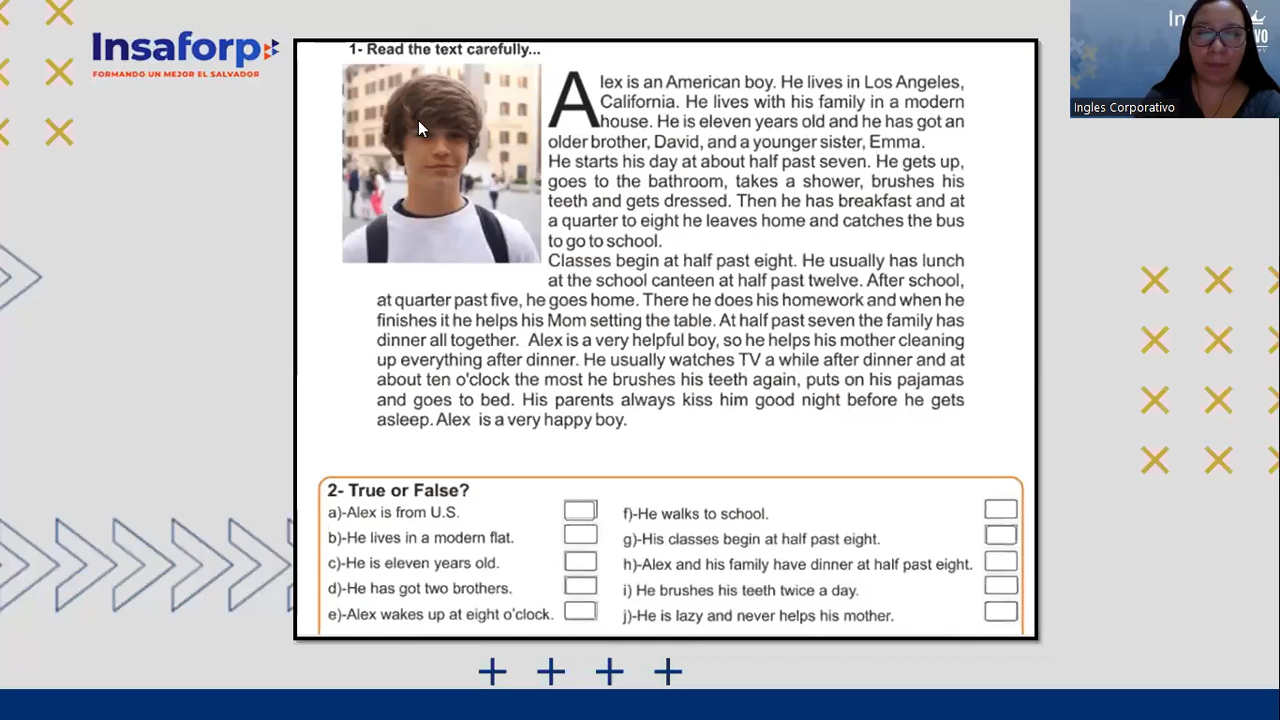 Insaforp
FORMANDO UN MEJOR EL SALVADOR
1- Read the text carefully...
Alex is an American boy. He lives in Los Angeles,
California. He lives with his family in a modern
house. He is eleven years old and he has got an
older brother, David, and a younger sister, Emma.
He starts his day at about half past seven. He gets up,
goes to the bathroom, takes a shower, brushes his
teeth and gets dressed. Then he has breakfast and at
a quarter to eight he leaves home and catches the bus
to go to school.
Classes begin at half past eight. He usually has lunch
at the school canteen at half past twelve. After school,
at quarter past five, he goes home. There he does his homework and when he
finishes it he helps his Mom setting the table. At half past seven the family has
dinner all together. Alex is a very helpful boy, so he helps his mother cleaning
up everything after dinner. He usually watches TV a while after dinner and at
about ten o'clock the most he brushes his teeth again, puts on his pajamas
and goes to bed. His parents always kiss him good night before he gets
asleep. Alex is a very happy boy.
2- True or False?
a)-Alex is from U.S.
b)-He lives in a modern flat.
c)-He is eleven years old.
d)-He has got two brothers.
e)-Alex wakes up at eight o'clock.
f)-He walks to school.
g)-His classes begin at half past eight.
h)-Alex and his family have dinner at half past eight.
i) He brushes his teeth twice a day.
j)-He is lazy and never helps his mother.
Ingles Corporativo